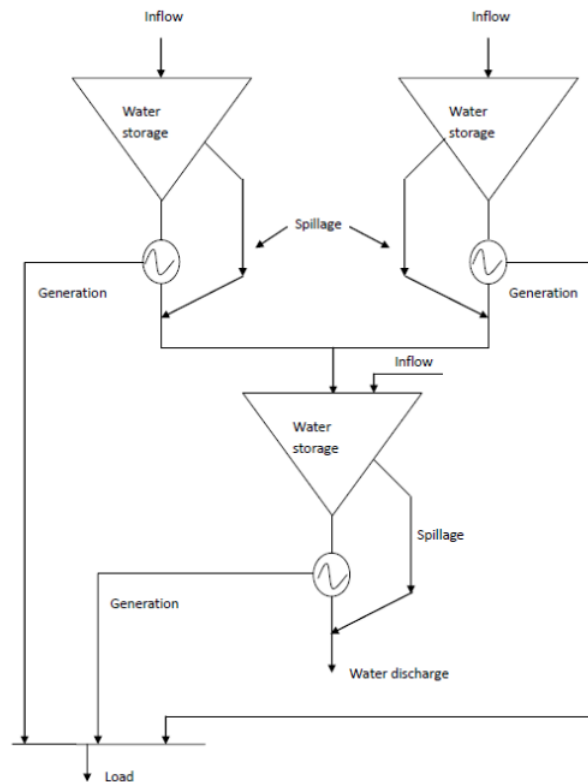 Inflow
Inflow
Water
storage
Water
storage
Spillage
Generation
Generation
Inflow
Water
storage
Spillage
Generation
Water discharge
Load